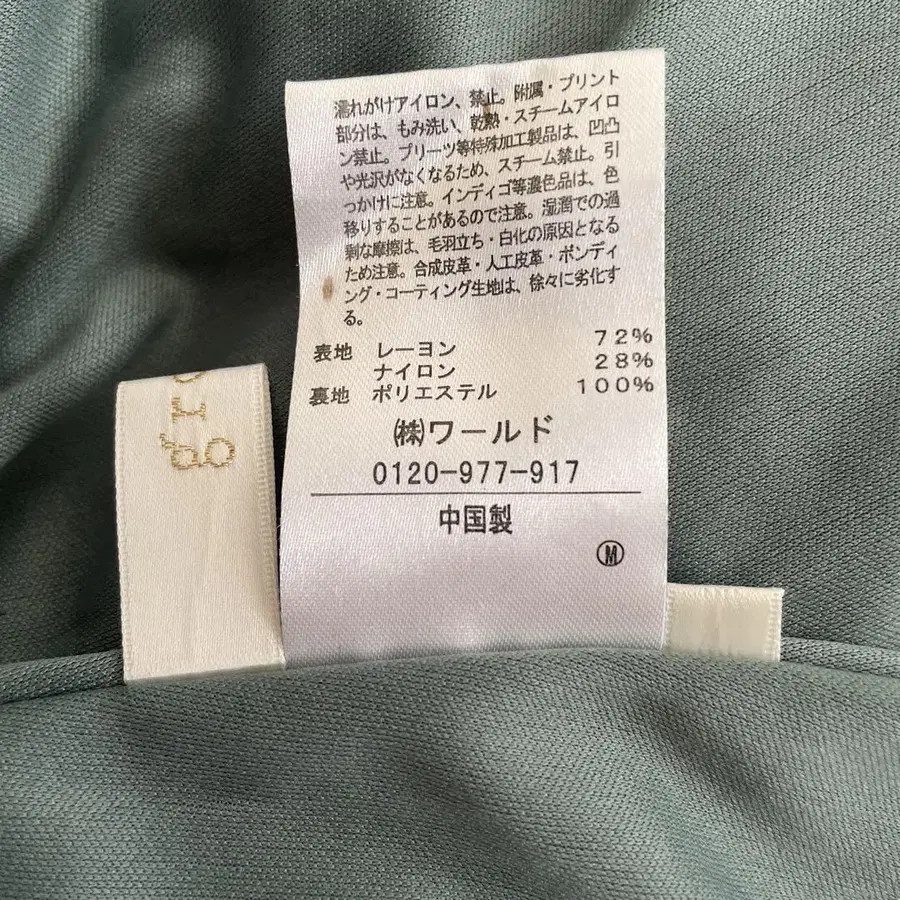 濡れがけアイロン、禁止。附属・プリント
部分は、もみ洗い、乾熱・スチームアイロ
ン禁止。プリーツ等特殊加工製品は、凹凸
や光沢がなくなるため、スチーム禁止。引
っかけに注意。インディゴ等濃色品は、色
移りすることがあるので注意。湿潤での過
剰な摩擦は、毛羽立ち・白化の原因となる
ため注意。合成皮革・人工皮革・ボンディ
ング・コーティング生地は、徐々に劣化す
る。
表地 レーヨン 72%
ナイロン 28%
裏地 ポリエステル 100%
㈱ワールド
0120-977-917
中国製
Ⓜ